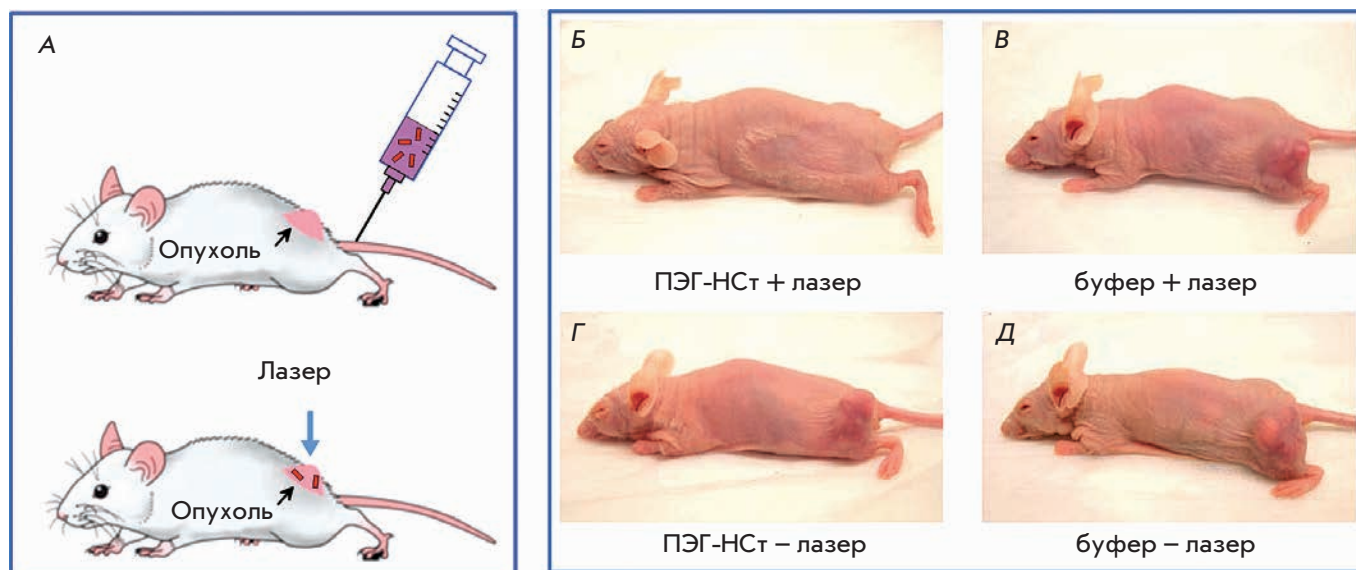 А
Опухоль
Лазер
Опухоль
Б
ПЭГ-НСт + лазер
В
буфер + лазер
Г
ПЭГ-НСт – лазер
Д
буфер – лазер